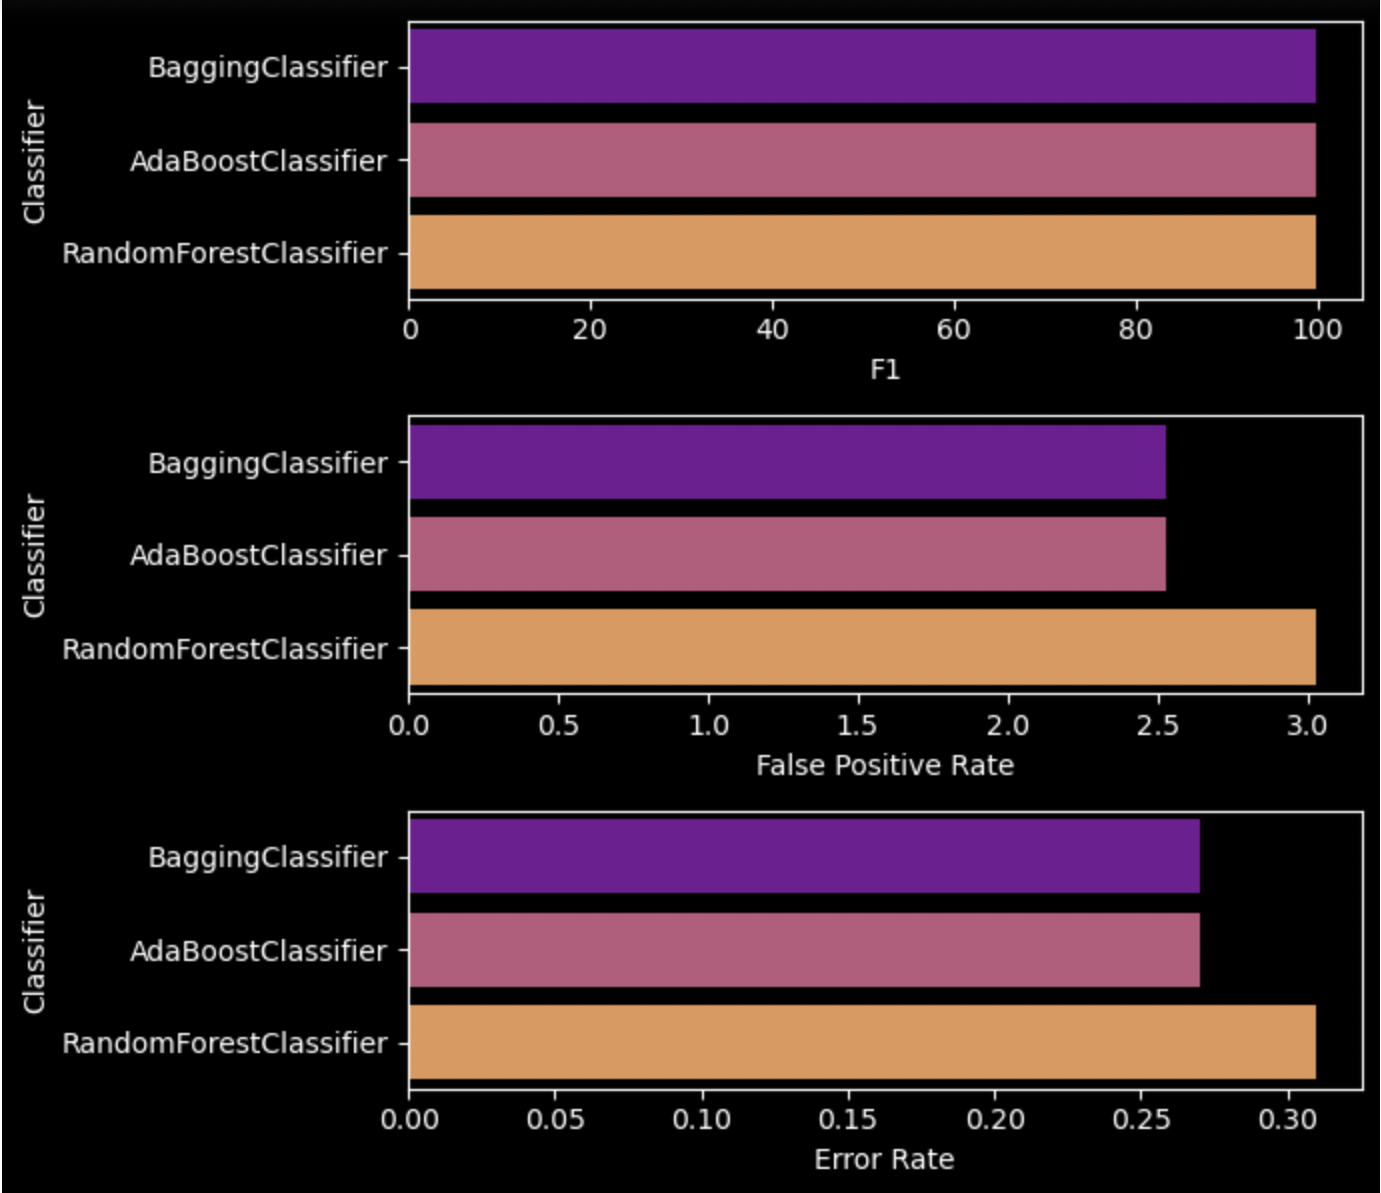 Classifier
BaggingClassifier
AdaBoostClassifier
RandomForestClassifier
0 20 40 60 80 100
F1
Classifier
BaggingClassifier
AdaBoostClassifier
RandomForestClassifier
0.0 0.5 1.0 1.5 2.0 2.5 3.0
False Positive Rate
Classifier
BaggingClassifier
AdaBoostClassifier
RandomForestClassifier
0.00 0.05 0.10 0.15 0.20 0.25 0.30
Error Rate